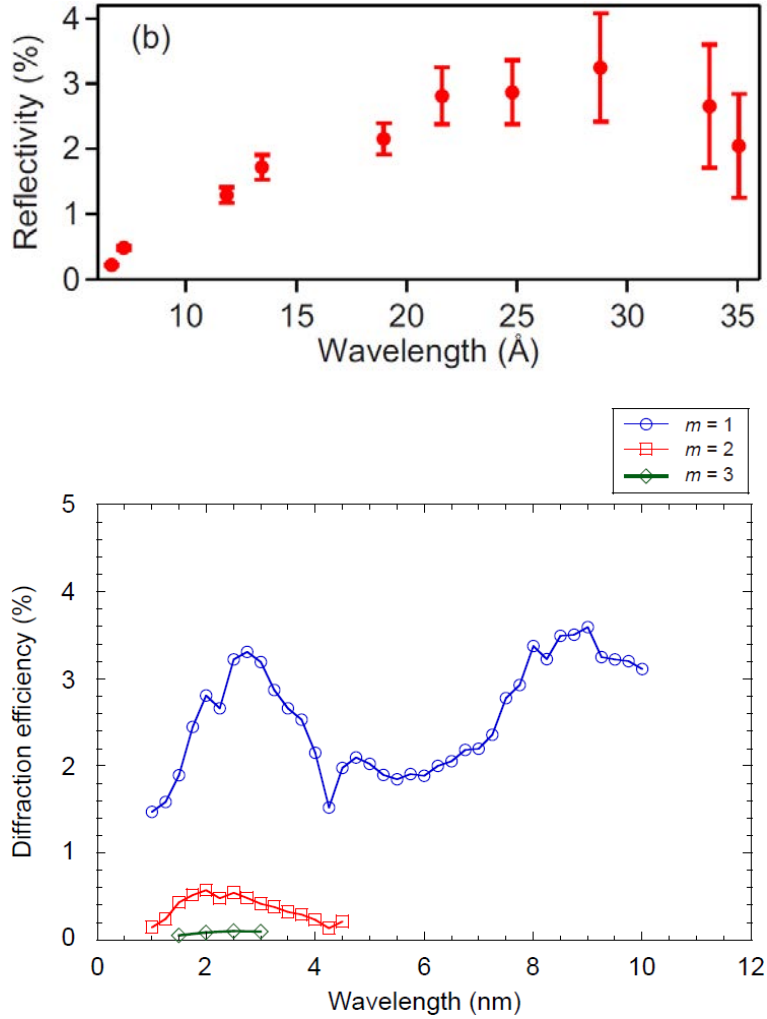 (b)
Reflectivity (%)
4
3
2
1
0
10 15 20 25 30 35
Wavelength (Å)
m = 1
m = 2
m = 3
Diffraction efficiency (%)
5
4
3
2
1
0
0 2 4 6 8 10 12
Wavelength (nm)